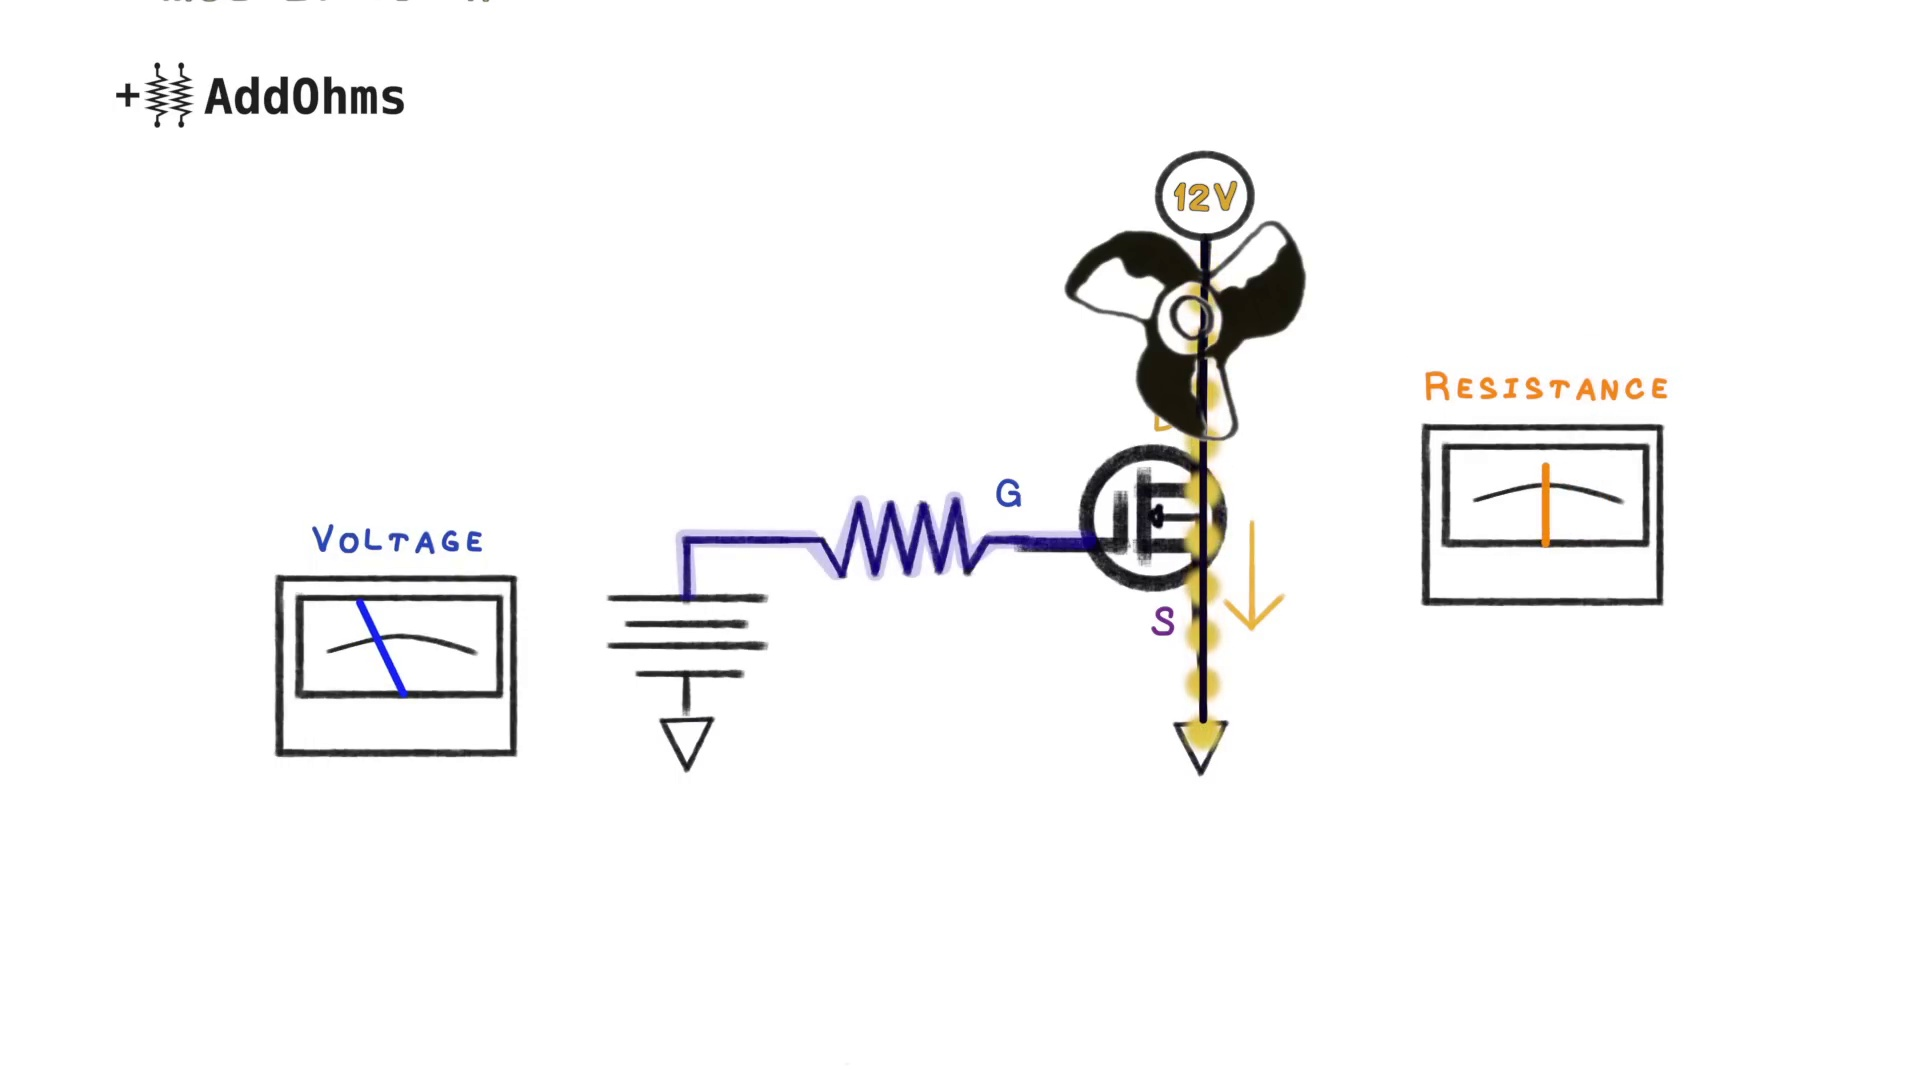 + AddOhms
12V
RESISTANCE
G
VOLTAGE
S